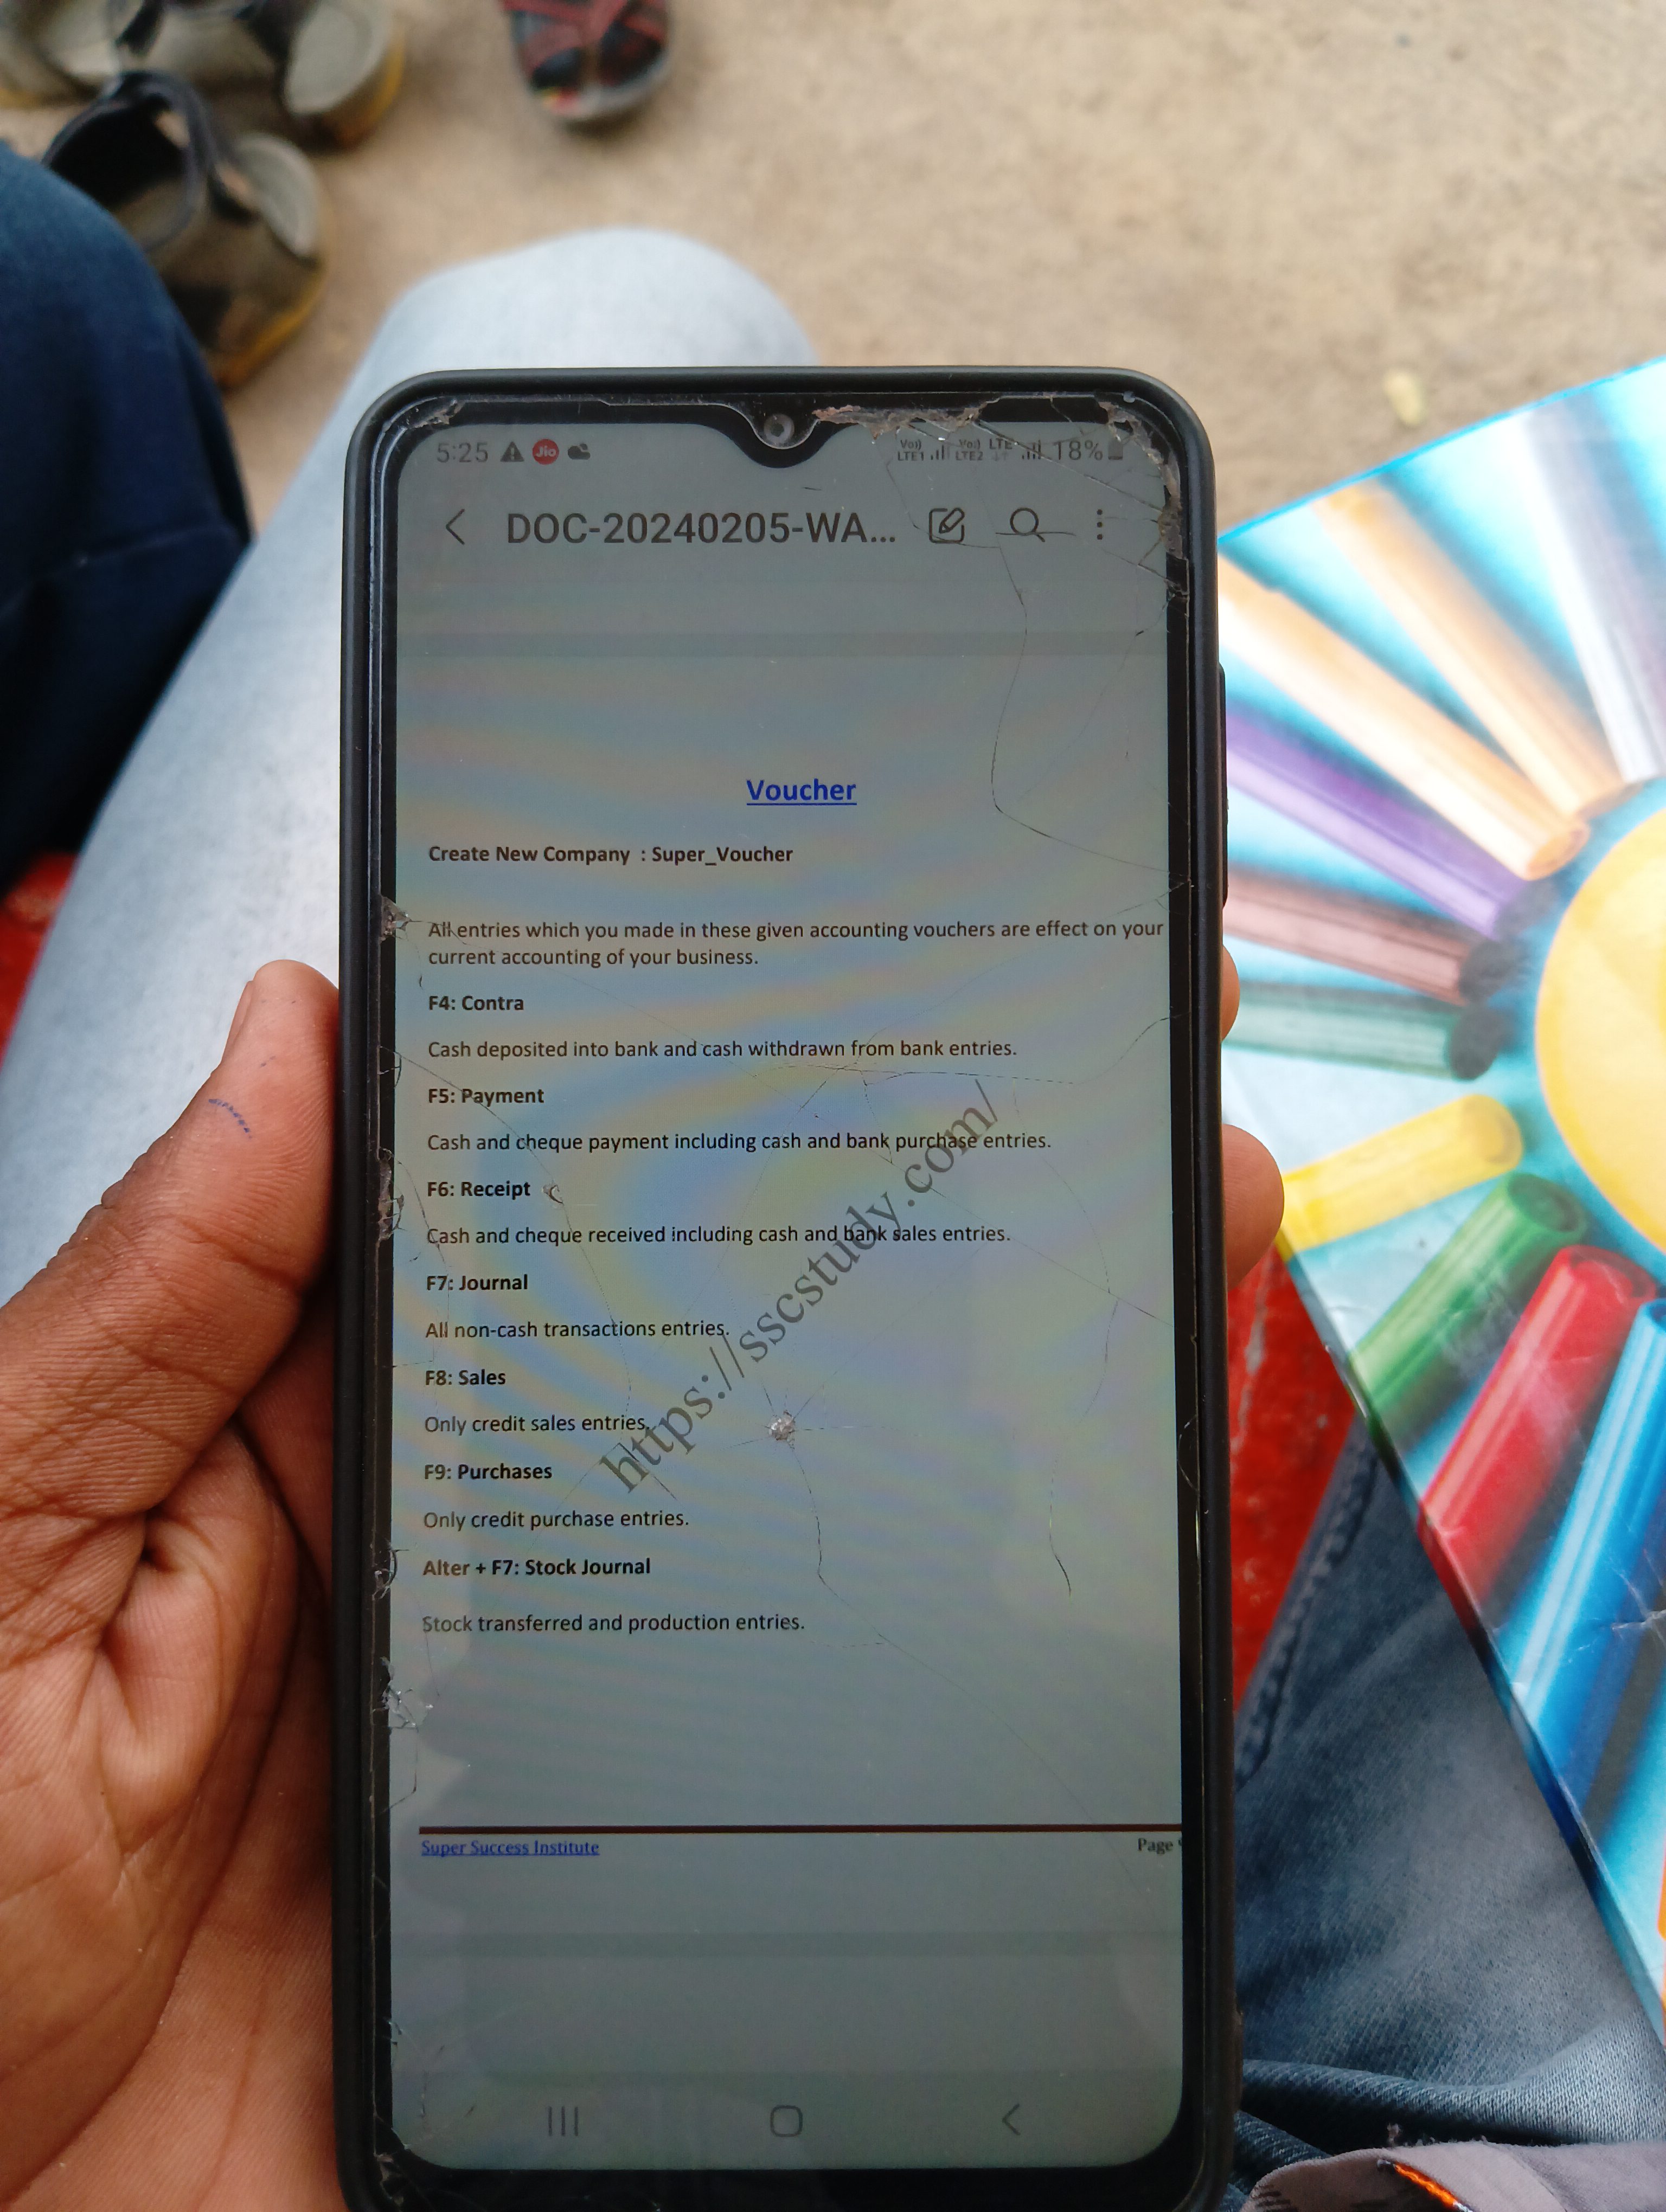 5:25 Jio Vo)) LTE1 Vo)) LTE2 LTE 18%
DOC-20240205-WA...
Voucher
Create New Company : Super_Voucher
All entries which you made in these given accounting vouchers are effect on your
current accounting of your business.
F4: Contra
Cash deposited into bank and cash withdrawn from bank entries.
F5: Payment
Cash and cheque payment including cash and bank purchase entries.
F6: Receipt
Cash and cheque received including cash and bank sales entries.
F7: Journal
All non-cash transactions entries.
F8: Sales
Only credit sales entries.
F9: Purchases
Only credit purchase entries.
Alter + F7: Stock Journal
Stock transferred and production entries.
https://sscstudy.com/
Super Success Institute
Page